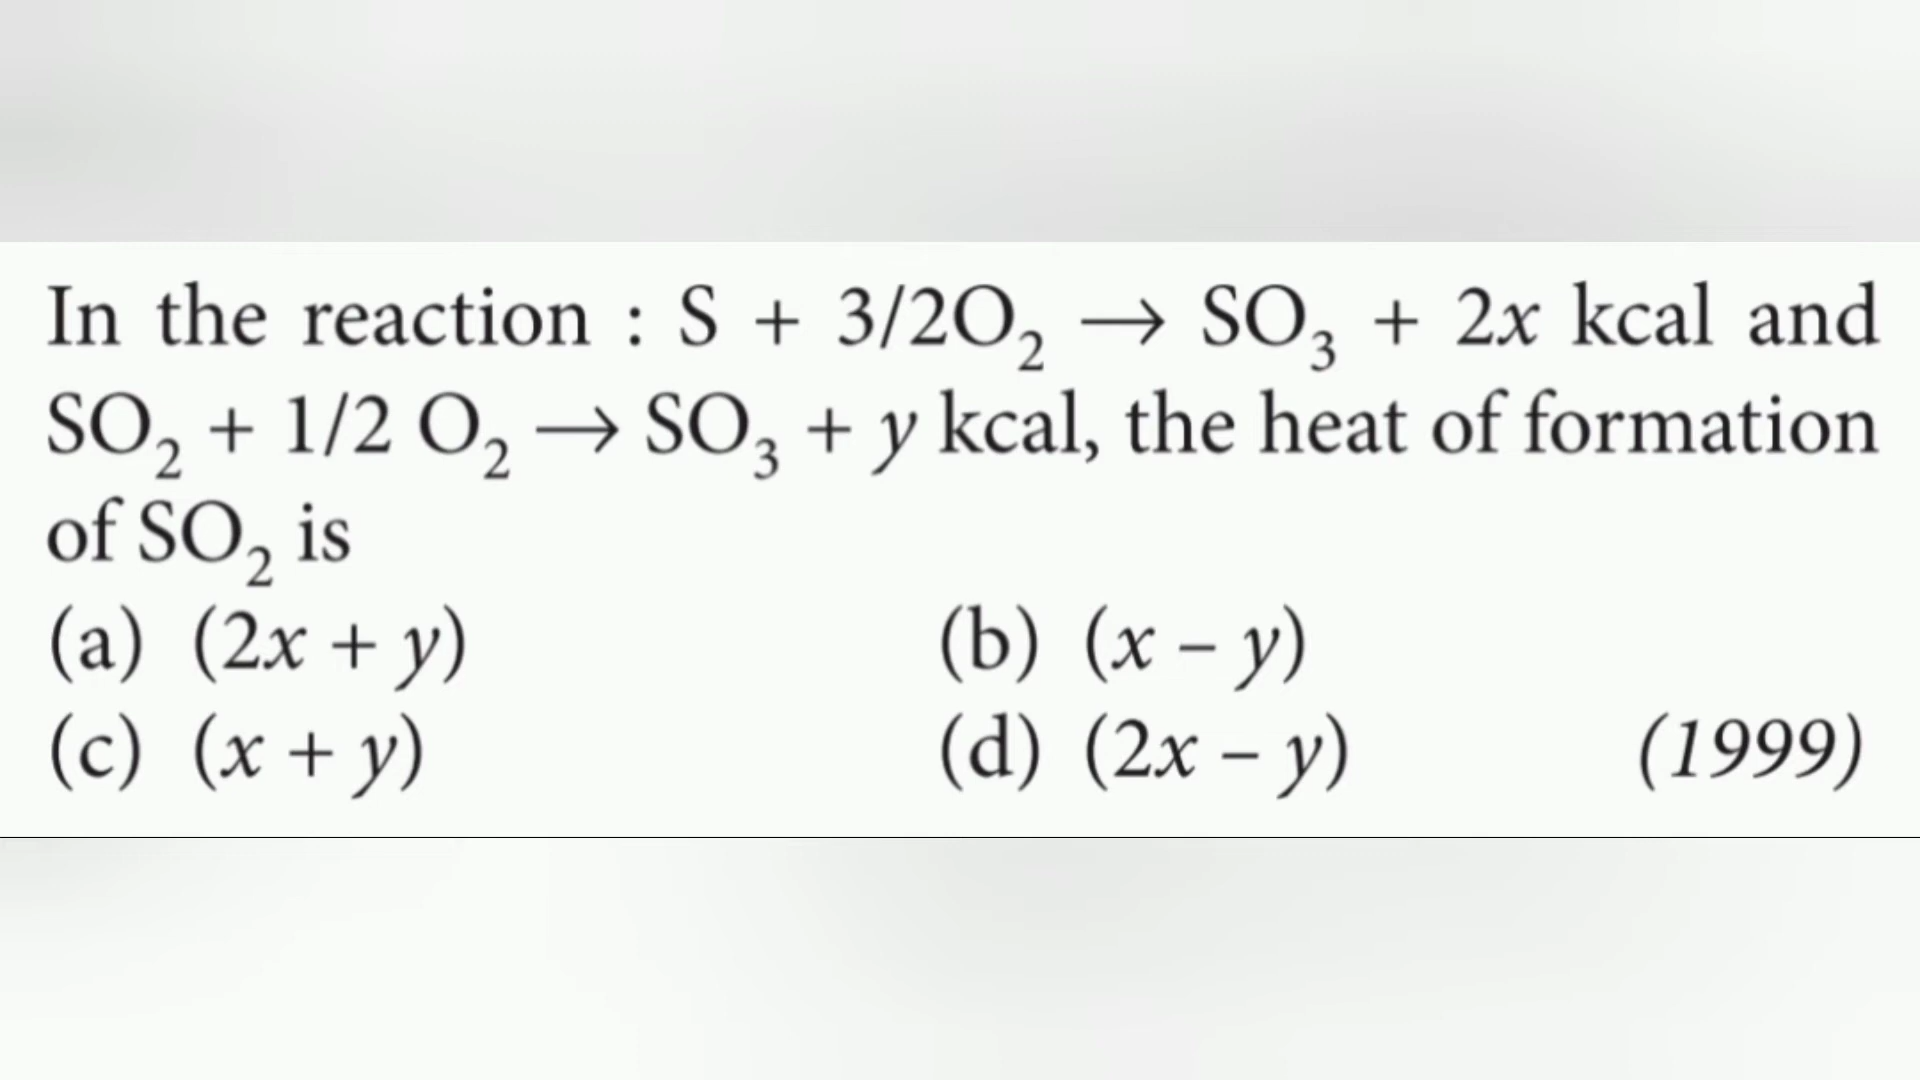 In the reaction : S + 3/2O₂ → SO₃ + 2x kcal and
SO₂ + 1/2 O₂ → SO₃ + y kcal, the heat of formation
of SO₂ is
(a) (2x + y) (b) (x – y)
(c) (x + y) (d) (2x – y) (1999)